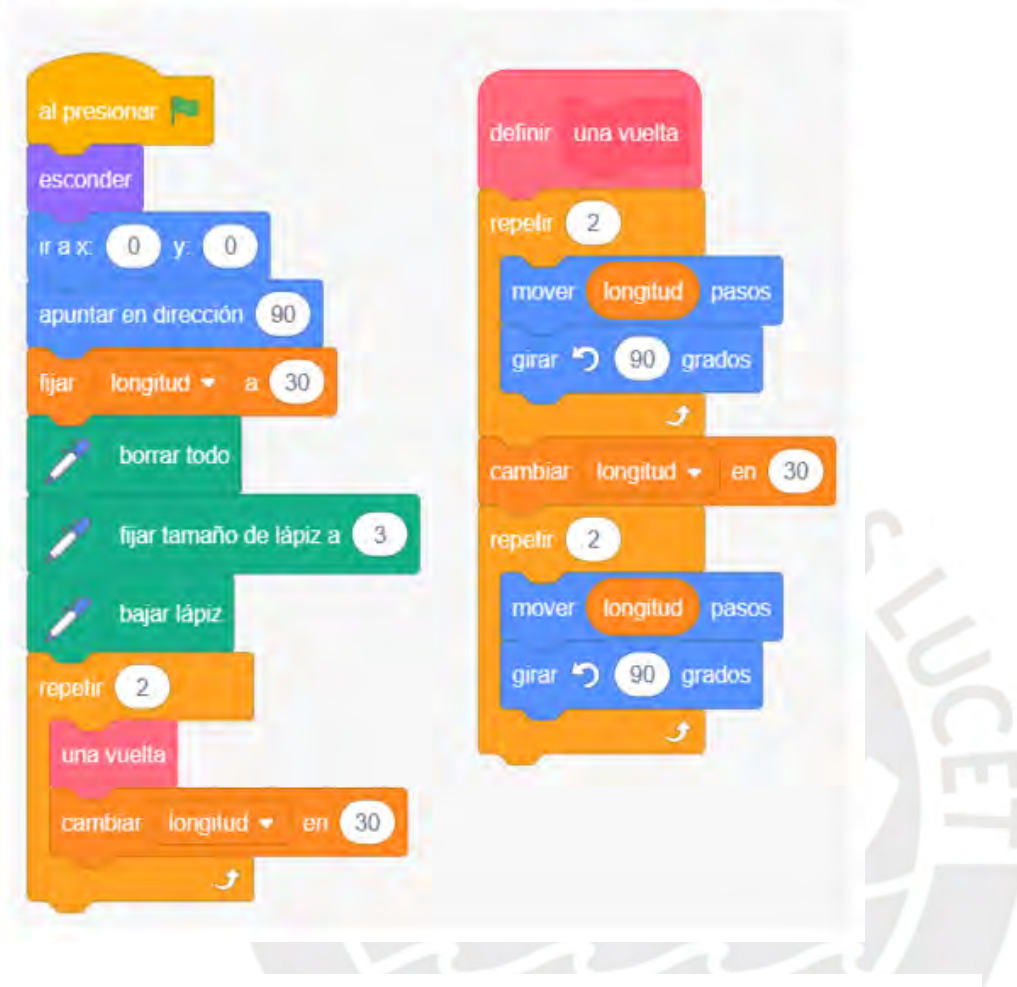 al presionar
esconder
ir a x: 0 y: 0
apuntar en dirección 90
fijar longitud a 30
borrar todo
fijar tamaño de lápiz a 3
bajar lápiz
repetir 2
una vuelta
cambiar longitud en 30
definir una vuelta
repetir 2
mover longitud pasos
girar 90 grados
cambiar longitud en 30
repetir 2
mover longitud pasos
girar 90 grados
S LUCET